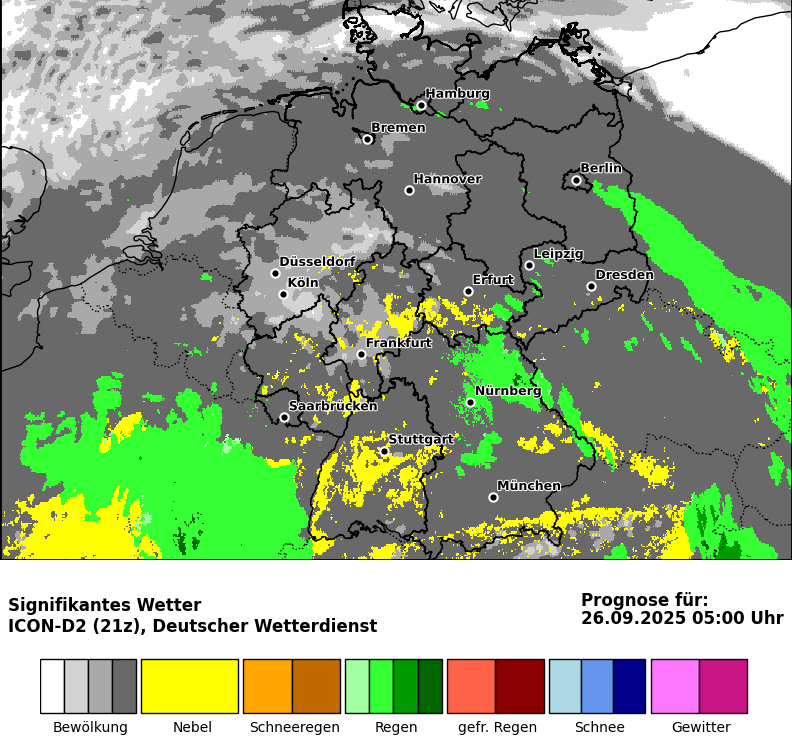 Hamburg
Bremen
Berlin
Hannover
Leipzig
Düsseldorf
Dresden
Köln
Erfurt
Frankfurt
Nürnberg
Saarbrücken
Stuttgart
München
Signifikantes Wetter
ICON-D2 (21z), Deutscher Wetterdienst
Prognose für:
26.09.2025 05:00 Uhr
Bewölkung Nebel Schneeregen Regen gefr. Regen Schnee Gewitter